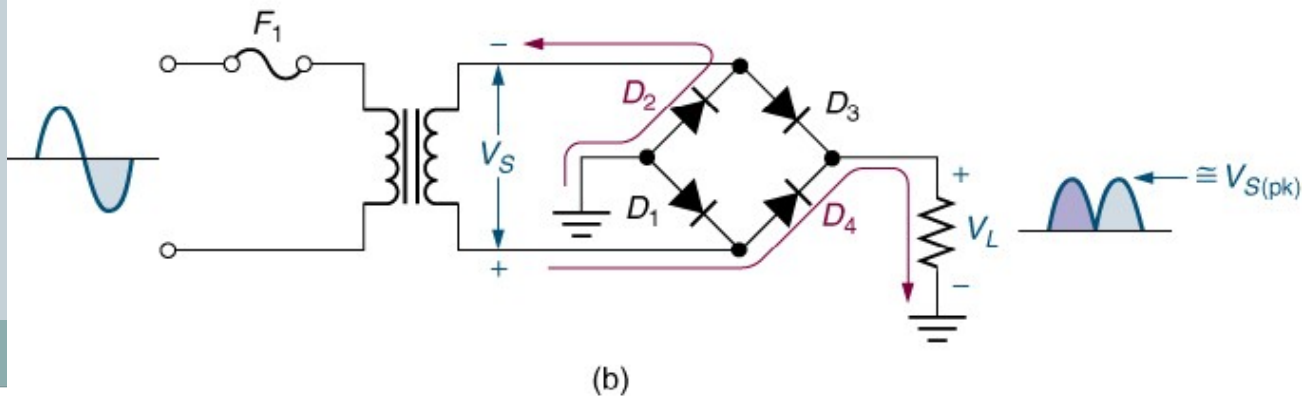 F1
−
D2
D3
VS
+
≅ VS(pk)
D1
D4
VL
+
−
(b)